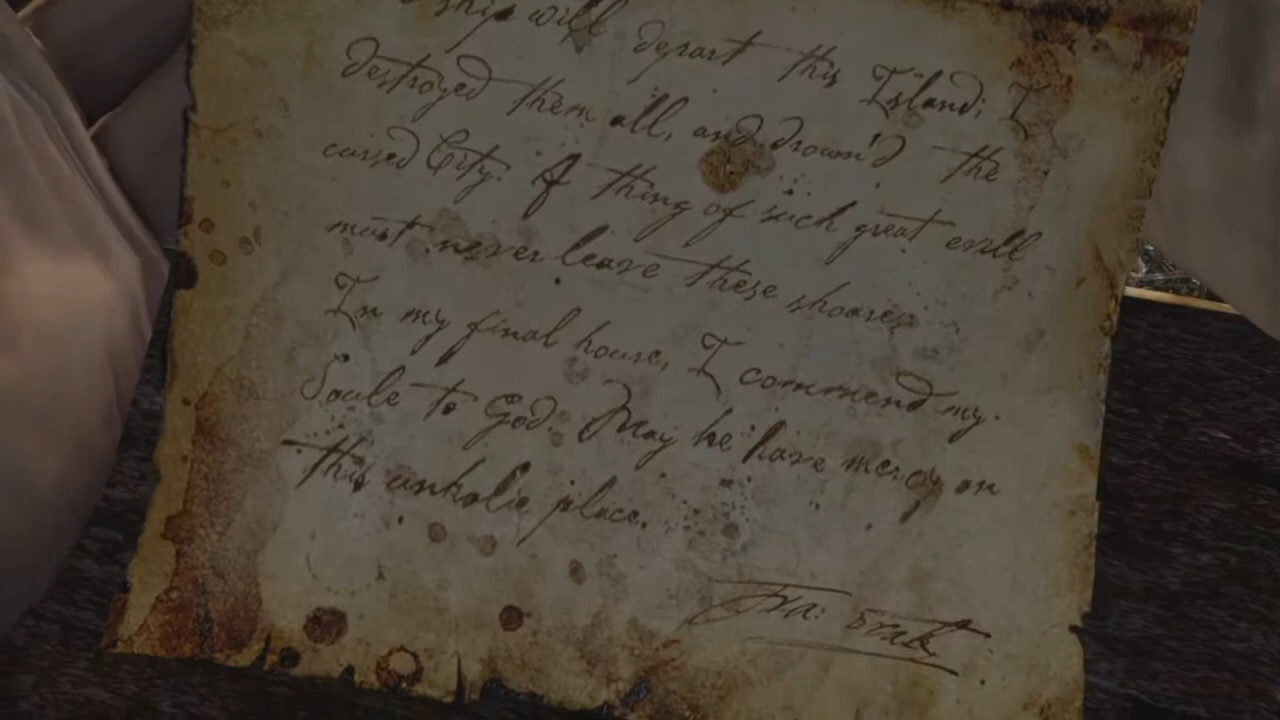 ship will depart this Island; I
destroyed them all, and drown'd the
cursed City. A thing of such great evill
must never leave these shoares.
In my final houre, I commend my
Soule to God. May he have mercy on
this unholie place.
Fra: Drak